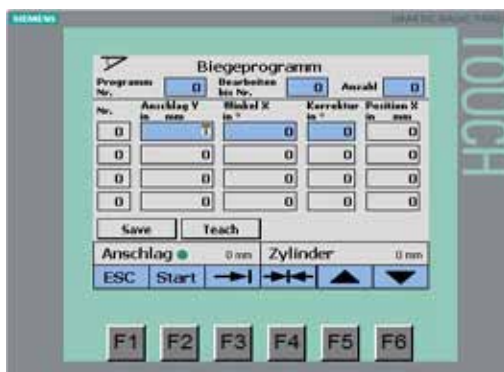 SIEMENS
SIMATIC BASIC PANEL
TOUCH
Biegeprogramm
Programm Nr. 0 Bearbeiten bis Nr. 0 Anzahl 0
Nr. Anschlag Y in mm Winkel X in ° Korrektur in ° Position X in mm
0 0 0 0
0 0 0 0 0
0 0 0 0 0
0 0 0 0 0
Save Teach
Anschlag 0 mm Zylinder 0 mm
ESC Start
F1 F2 F3 F4 F5 F6